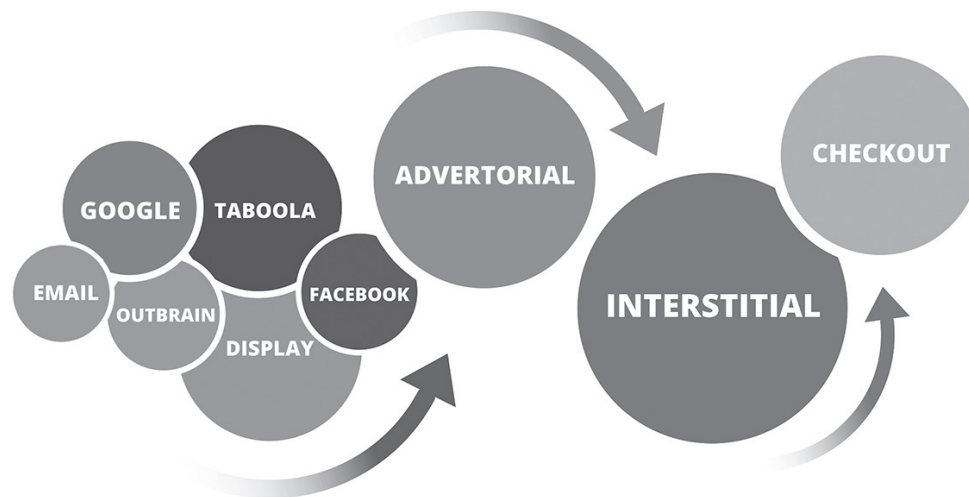 GOOGLE
TABOOLA
EMAIL
OUTBRAIN
DISPLAY
FACEBOOK
ADVERTORIAL
INTERSTITIAL
CHECKOUT